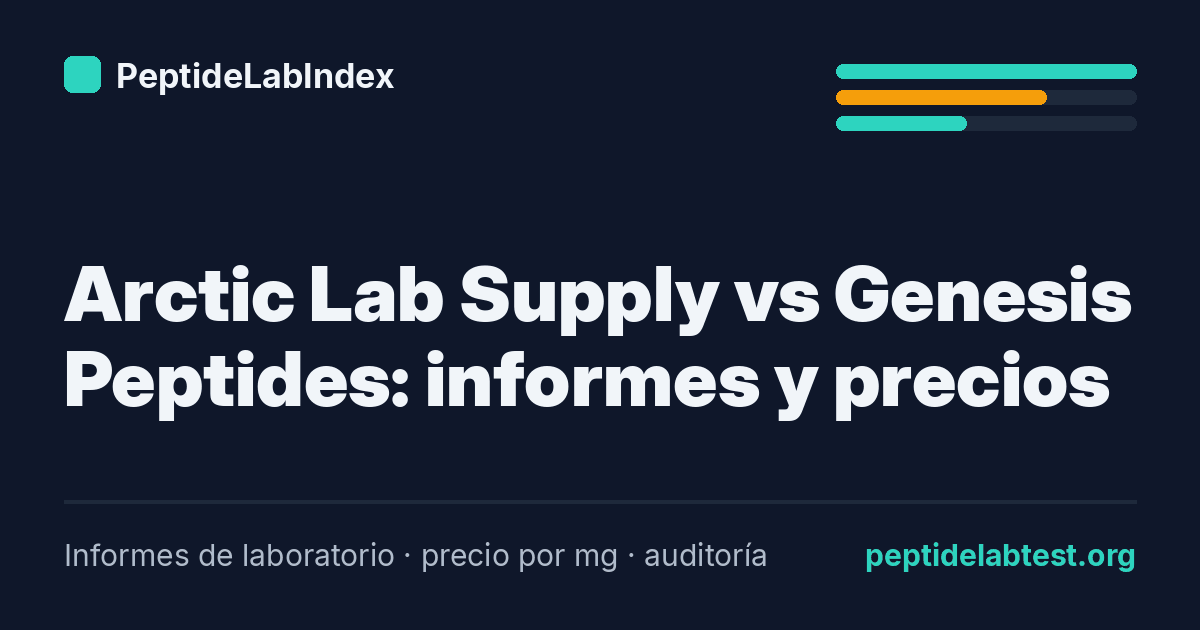 PeptideLabIndex
Arctic Lab Supply vs Genesis
Peptides: informes y precios
Informes de laboratorio · precio por mg · auditoría
peptidelabtest.org